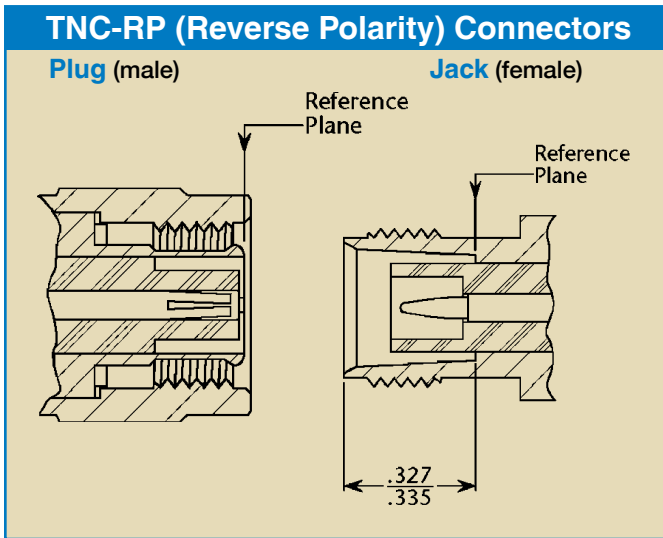 TNC-RP (Reverse Polarity) Connectors
Plug (male)
Jack (female)
Reference
Plane
Reference
Plane
.327
.335